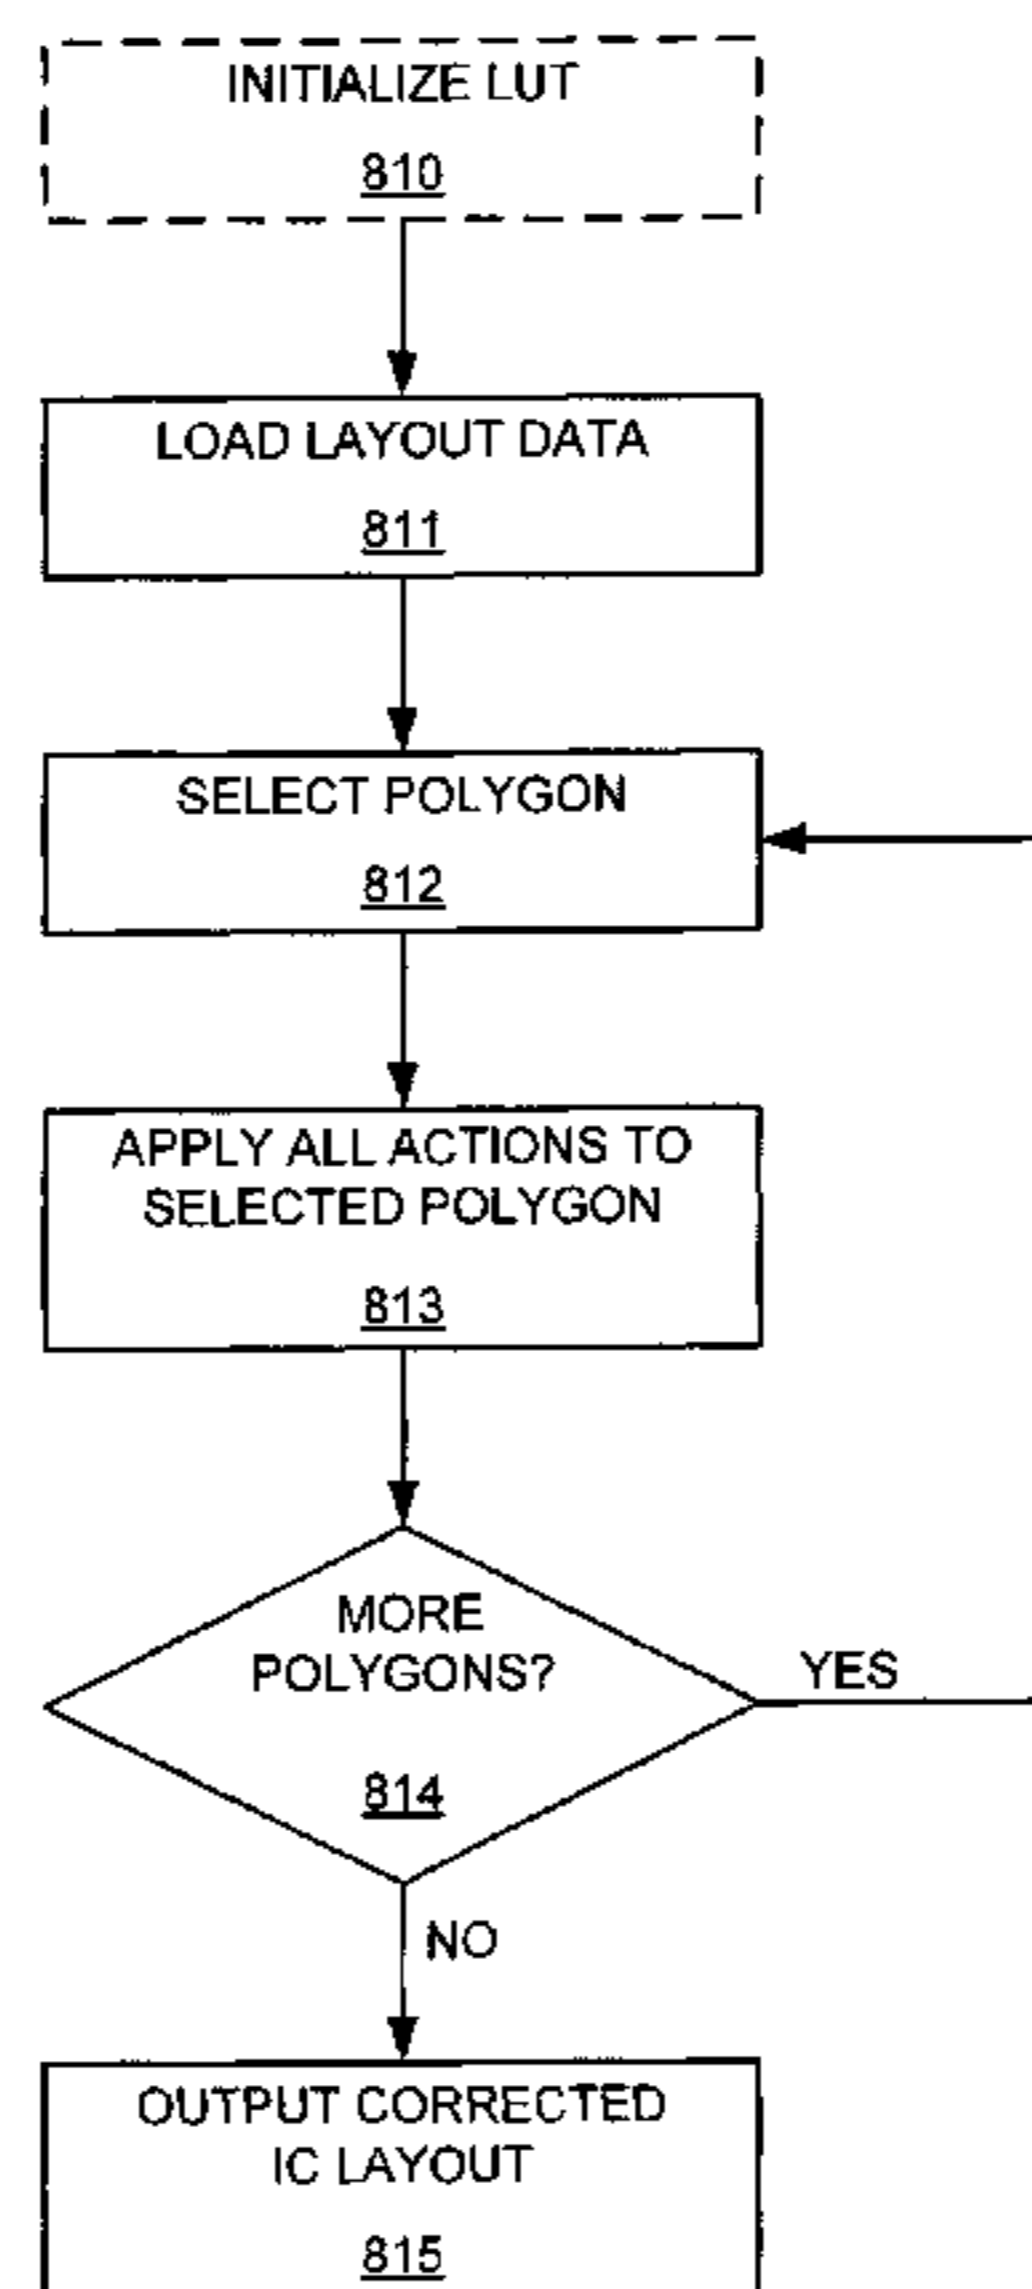 INITIALIZE LUT
810
LOAD LAYOUT DATA
811
SELECT POLYGON
812
APPLY ALL ACTIONS TO
SELECTED POLYGON
813
MORE
POLYGONS?
814
YES
NO
OUTPUT CORRECTED
IC LAYOUT
815